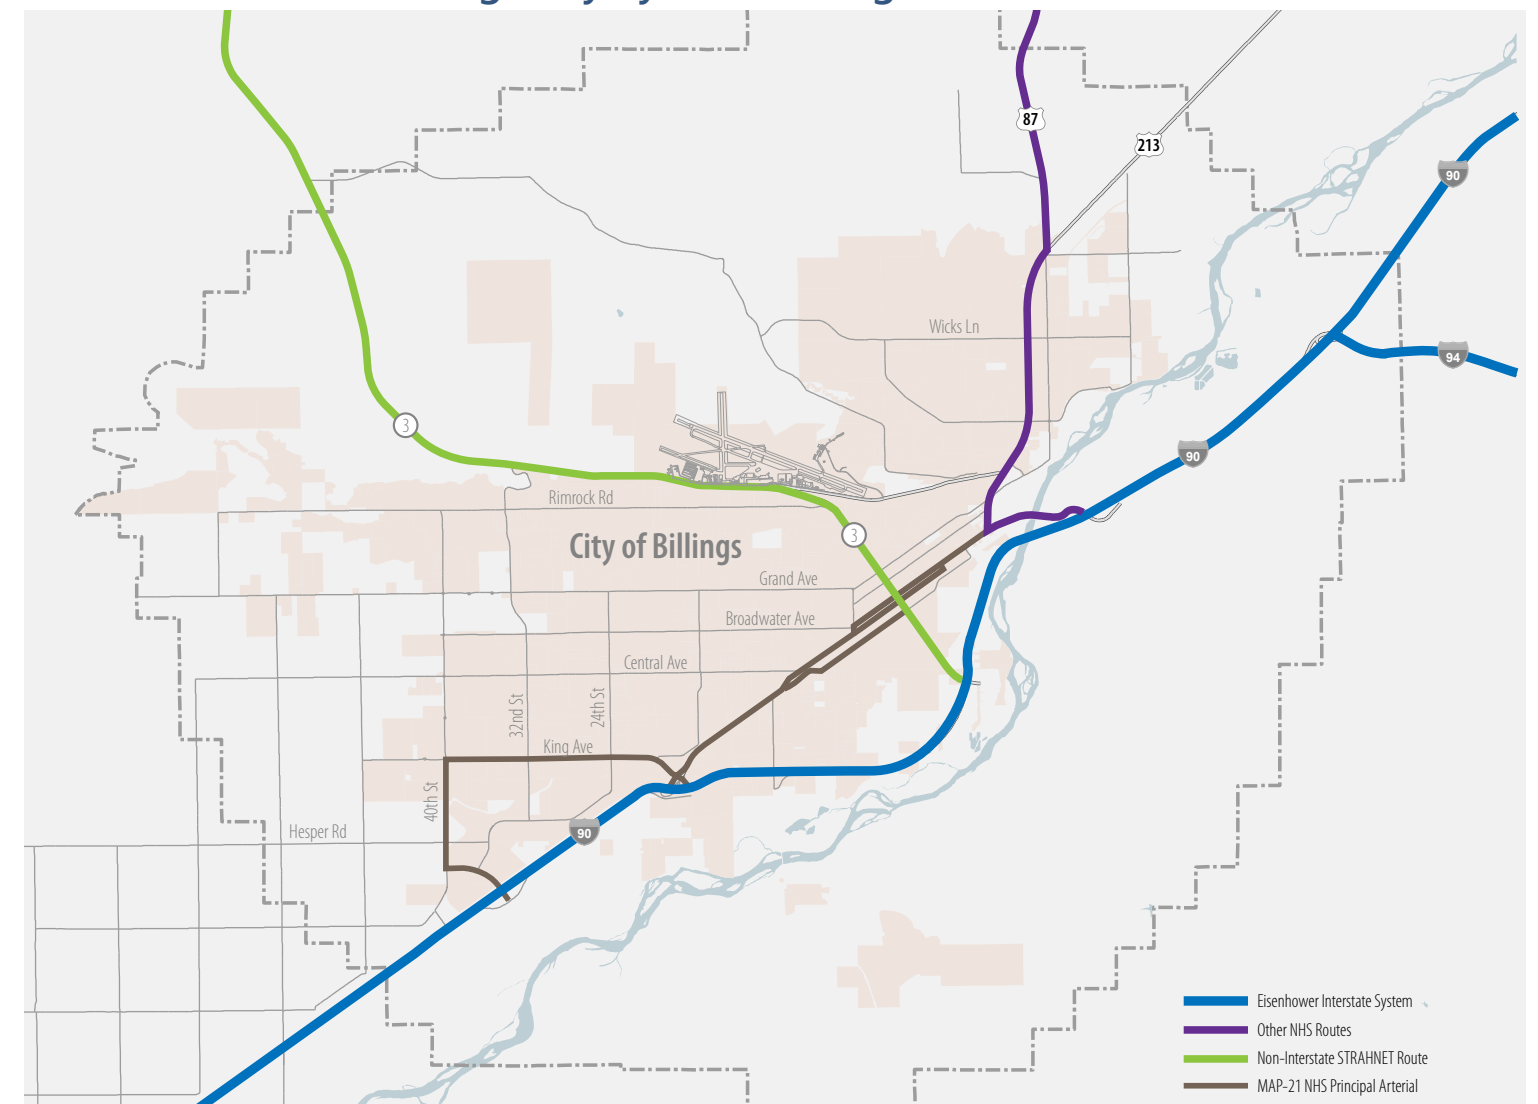 87
213
90
94
Wicks Ln
3
90
Rimrock Rd
3
City of Billings
Grand Ave
Broadwater Ave
Central Ave
32nd St
24th St
King Ave
40th St
Hesper Rd
90
Eisenhower Interstate System
Other NHS Routes
Non-Interstate STRAHNET Route
MAP-21 NHS Principal Arterial